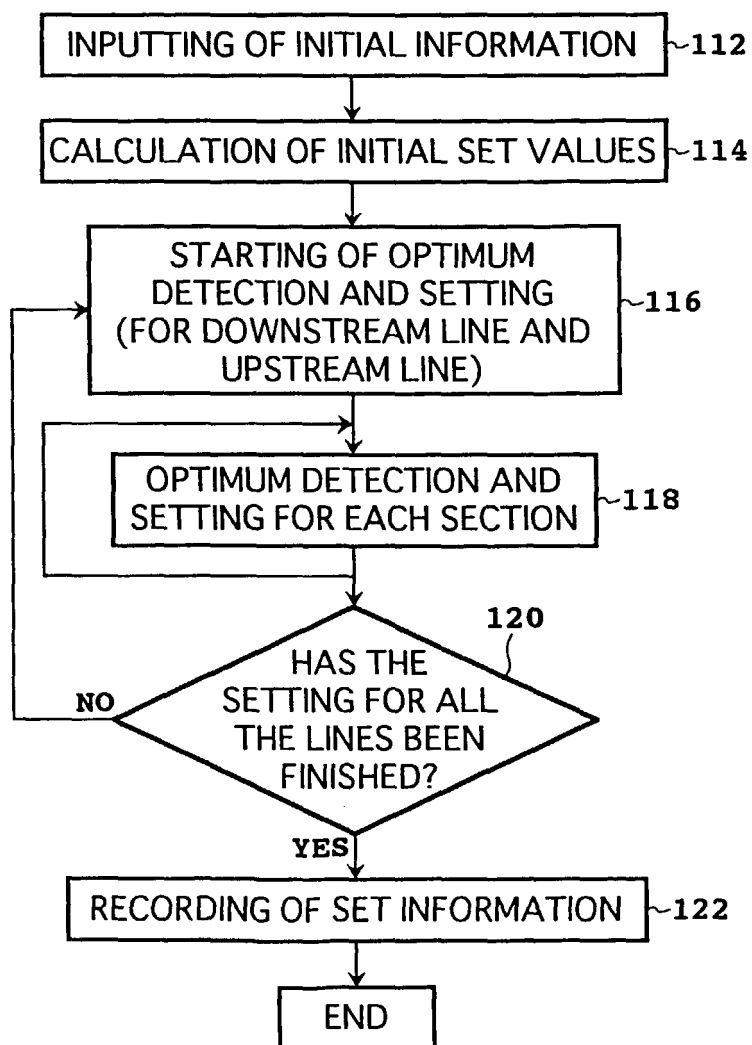 INPUTTING OF INITIAL INFORMATION 112
CALCULATION OF INITIAL SET VALUES 114
STARTING OF OPTIMUM
DETECTION AND SETTING
(FOR DOWNSTREAM LINE AND
UPSTREAM LINE)
116
OPTIMUM DETECTION AND
SETTING FOR EACH SECTION
118
120
HAS THE
SETTING FOR ALL
THE LINES BEEN
FINISHED?
NO
YES
RECORDING OF SET INFORMATION 122
END